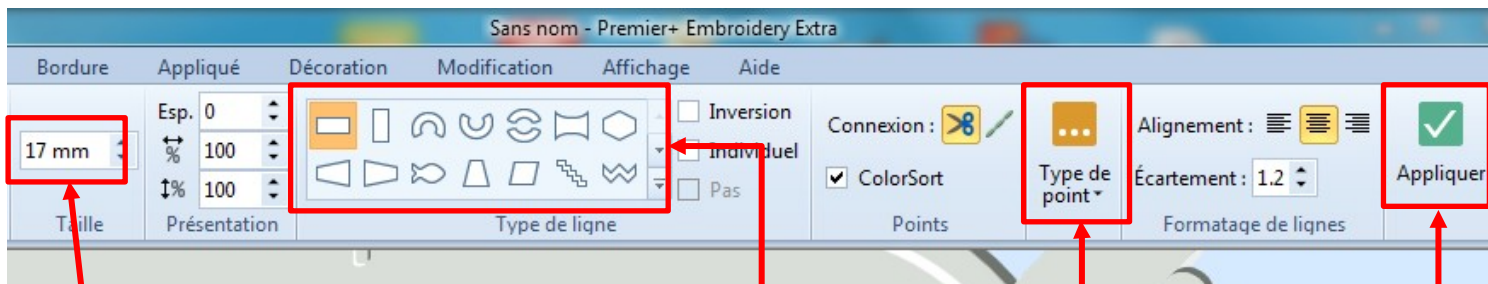 Sans nom - Premier+ Embroidery Extra
Bordure Appliqué Décoration Modification Affichage Aide
17 mm
Taille
Esp. 0
% 100
% 100
Présentation
Type de ligne
Inversion
Individuel
Pas
Connexion :
ColorSort
Points
Type de
point
Alignement :
Écartement : 1.2
Formatage de lignes
Appliquer